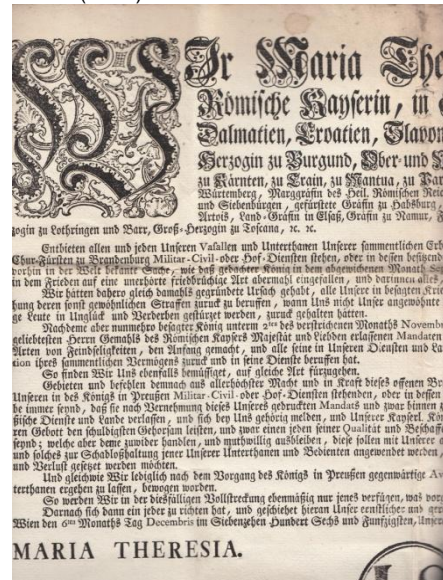 Wir Maria The
Römische Kayserin, in
Dalmatien, Croatien, Slavon
Herzogin zu Burgund, Ober- und
zu Kärnten, zu Crain, zu Mantua, zu Par
Württemberg, Marggräfin des Heil. Römischen Reic
und Siebenbürgen, gefürstete Gräfin zu Habsburg,
Artois, Land-Gräfin in Elsaß, Gräfin zu Namur,
zogin zu Lothringen und Barr, Groß-Herzogin zu Toscana, ꝛc. ꝛc.
Entbieten allen und jeden Unseren Vasallen und Unterthanen Unserer sammentlichen Erb
Chur-Fürsten zu Brandenburg Militar-Civil-oder Hof-Diensten stehen, oder in dessen besitzend
vorhin in der Welt bekante Sache, wie daß gedachter König in dem abgewichenen Monath Se
in dem Frieden auf eine unerhörte friedbrüchige Art übermahl eingefallen, und darinnen alles
Wir hätten dahero gleich damahls gegründete Ursach gehabt, alle Unsere in besagten Krie
hung deren sonst gewöhnlichen Straffen zuruck zu beruffen, wann Uns nicht Unser angewöhnte
ge Leute in Unglück und Verderben gestürzet werden, zuruck gehalten hätten.
Nachdeme aber nunmehro besagter König unterm 2ten des verstrichenen Monaths Novemb
geliebtesten Herrn Gemahls des Römischen Kaysers Majestät und Liebden erlassenen Mandaten
Arten von Feindseligkeiten, den Anfang gemacht, und alle seine in Unseren Diensten und La
tion ihres sammentlichen Vermögens zuruck und in seine Dienste beruffen hat.
So finden Wir Uns ebenfalls bemüssiget, auf gleiche Art fürzugehen.
Gebieten und befehlen demnach aus allerhöchster Macht und in Kraft dieses offenen Br
Unseren in des Königs in Preußen Militar-Civil-oder Hof-Diensten stehenden, oder in dessen
be immer seynd, daß sie nach Vernehmung dieses Unseres gedruckten Mandats und zwar binnen
ßische Dienste und Lande verlassen, und sich bey Uns gehörig melden, und Unserer Kayserl. Kön
ren Gebott den schuldigsten Gehorsam leisten, und zwar einen jeden seiner Qualität und Beschaff
seynd; welche aber deme zuwider handlen, und muthwillig ausbleiben, diese sollen mit Unserer
und solches zur Schadloßhaltung jener Unserer Unterthanen und Bedienten angewendet werden,
und Verlust gesetzet werden möchten.
Und gleichwie Wir lediglich nach dem Vorgang des Königs in Preußen gegenwärtige Av
terthanen ergehen zu lassen, bewogen worden.
So werden Wir in der diesfälligen Vollstreckung ebenmäßig nur jenes verfügen, was vor
Darnach sich dann ein jeder zu richten hat, und geschiehet hieran Unser ernstlicher und
Wien den 6ten Monaths Tag Decembris im Siebenzehen Hundert Sechs und Funfzigsten, Unser
MARIA THERESIA.